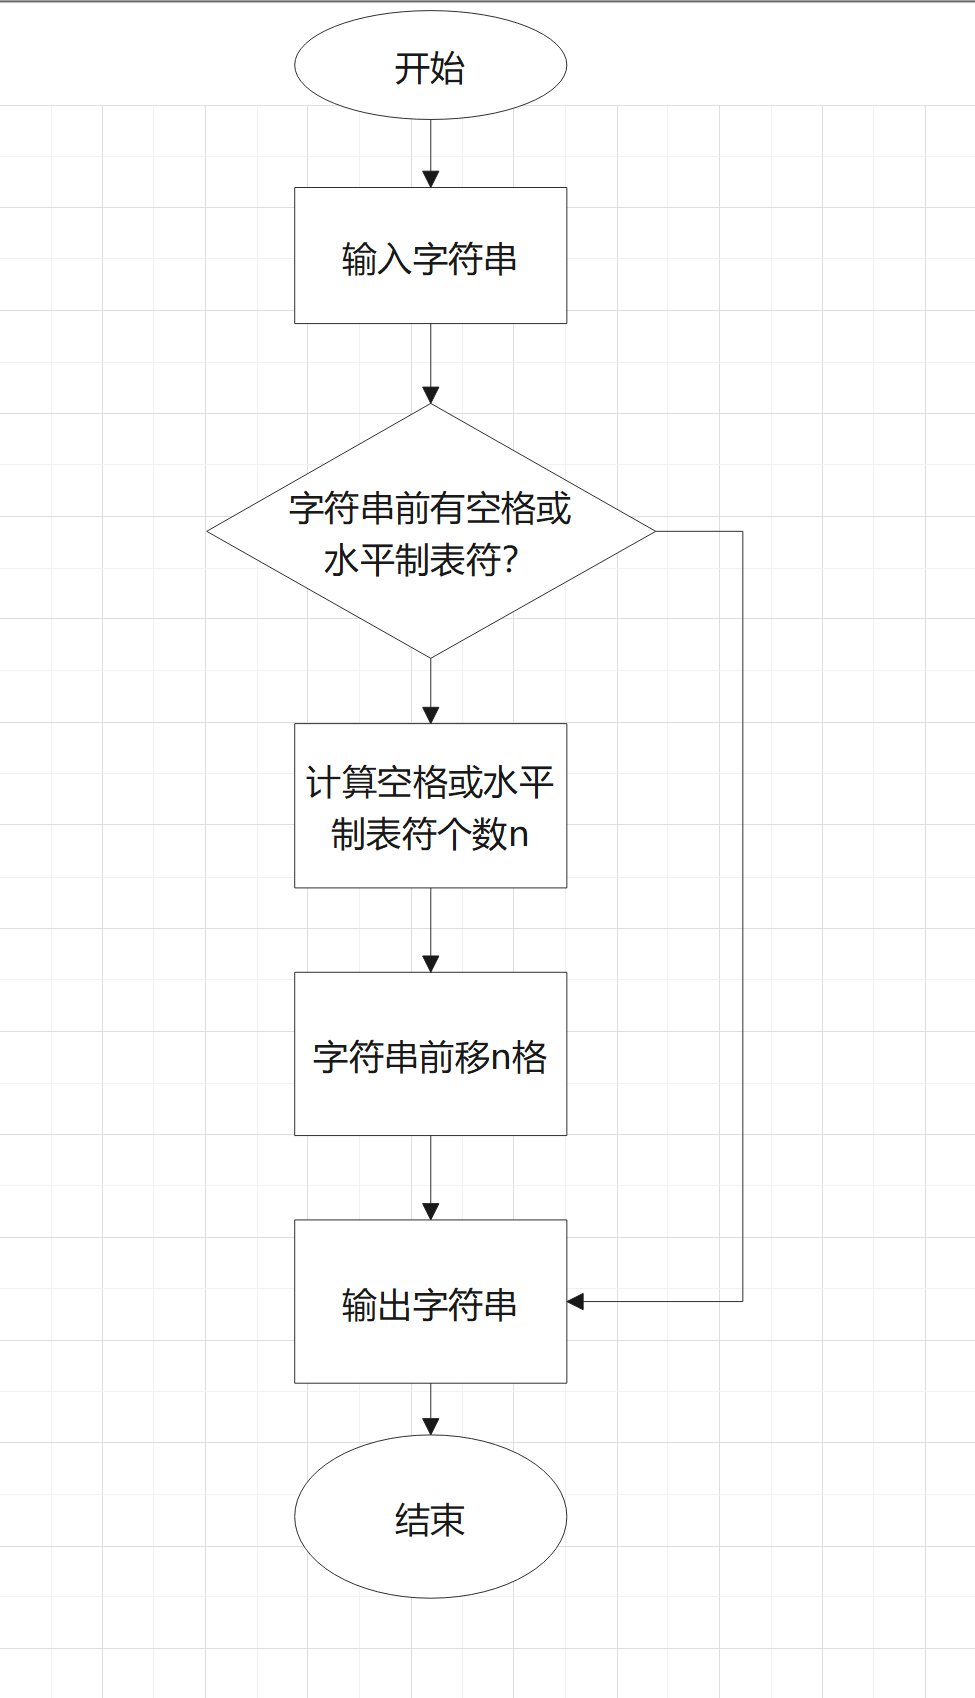 开始
输入字符串
字符串前有空格或
水平制表符?
计算空格或水平
制表符个数n
字符串前移n格
输出字符串
结束